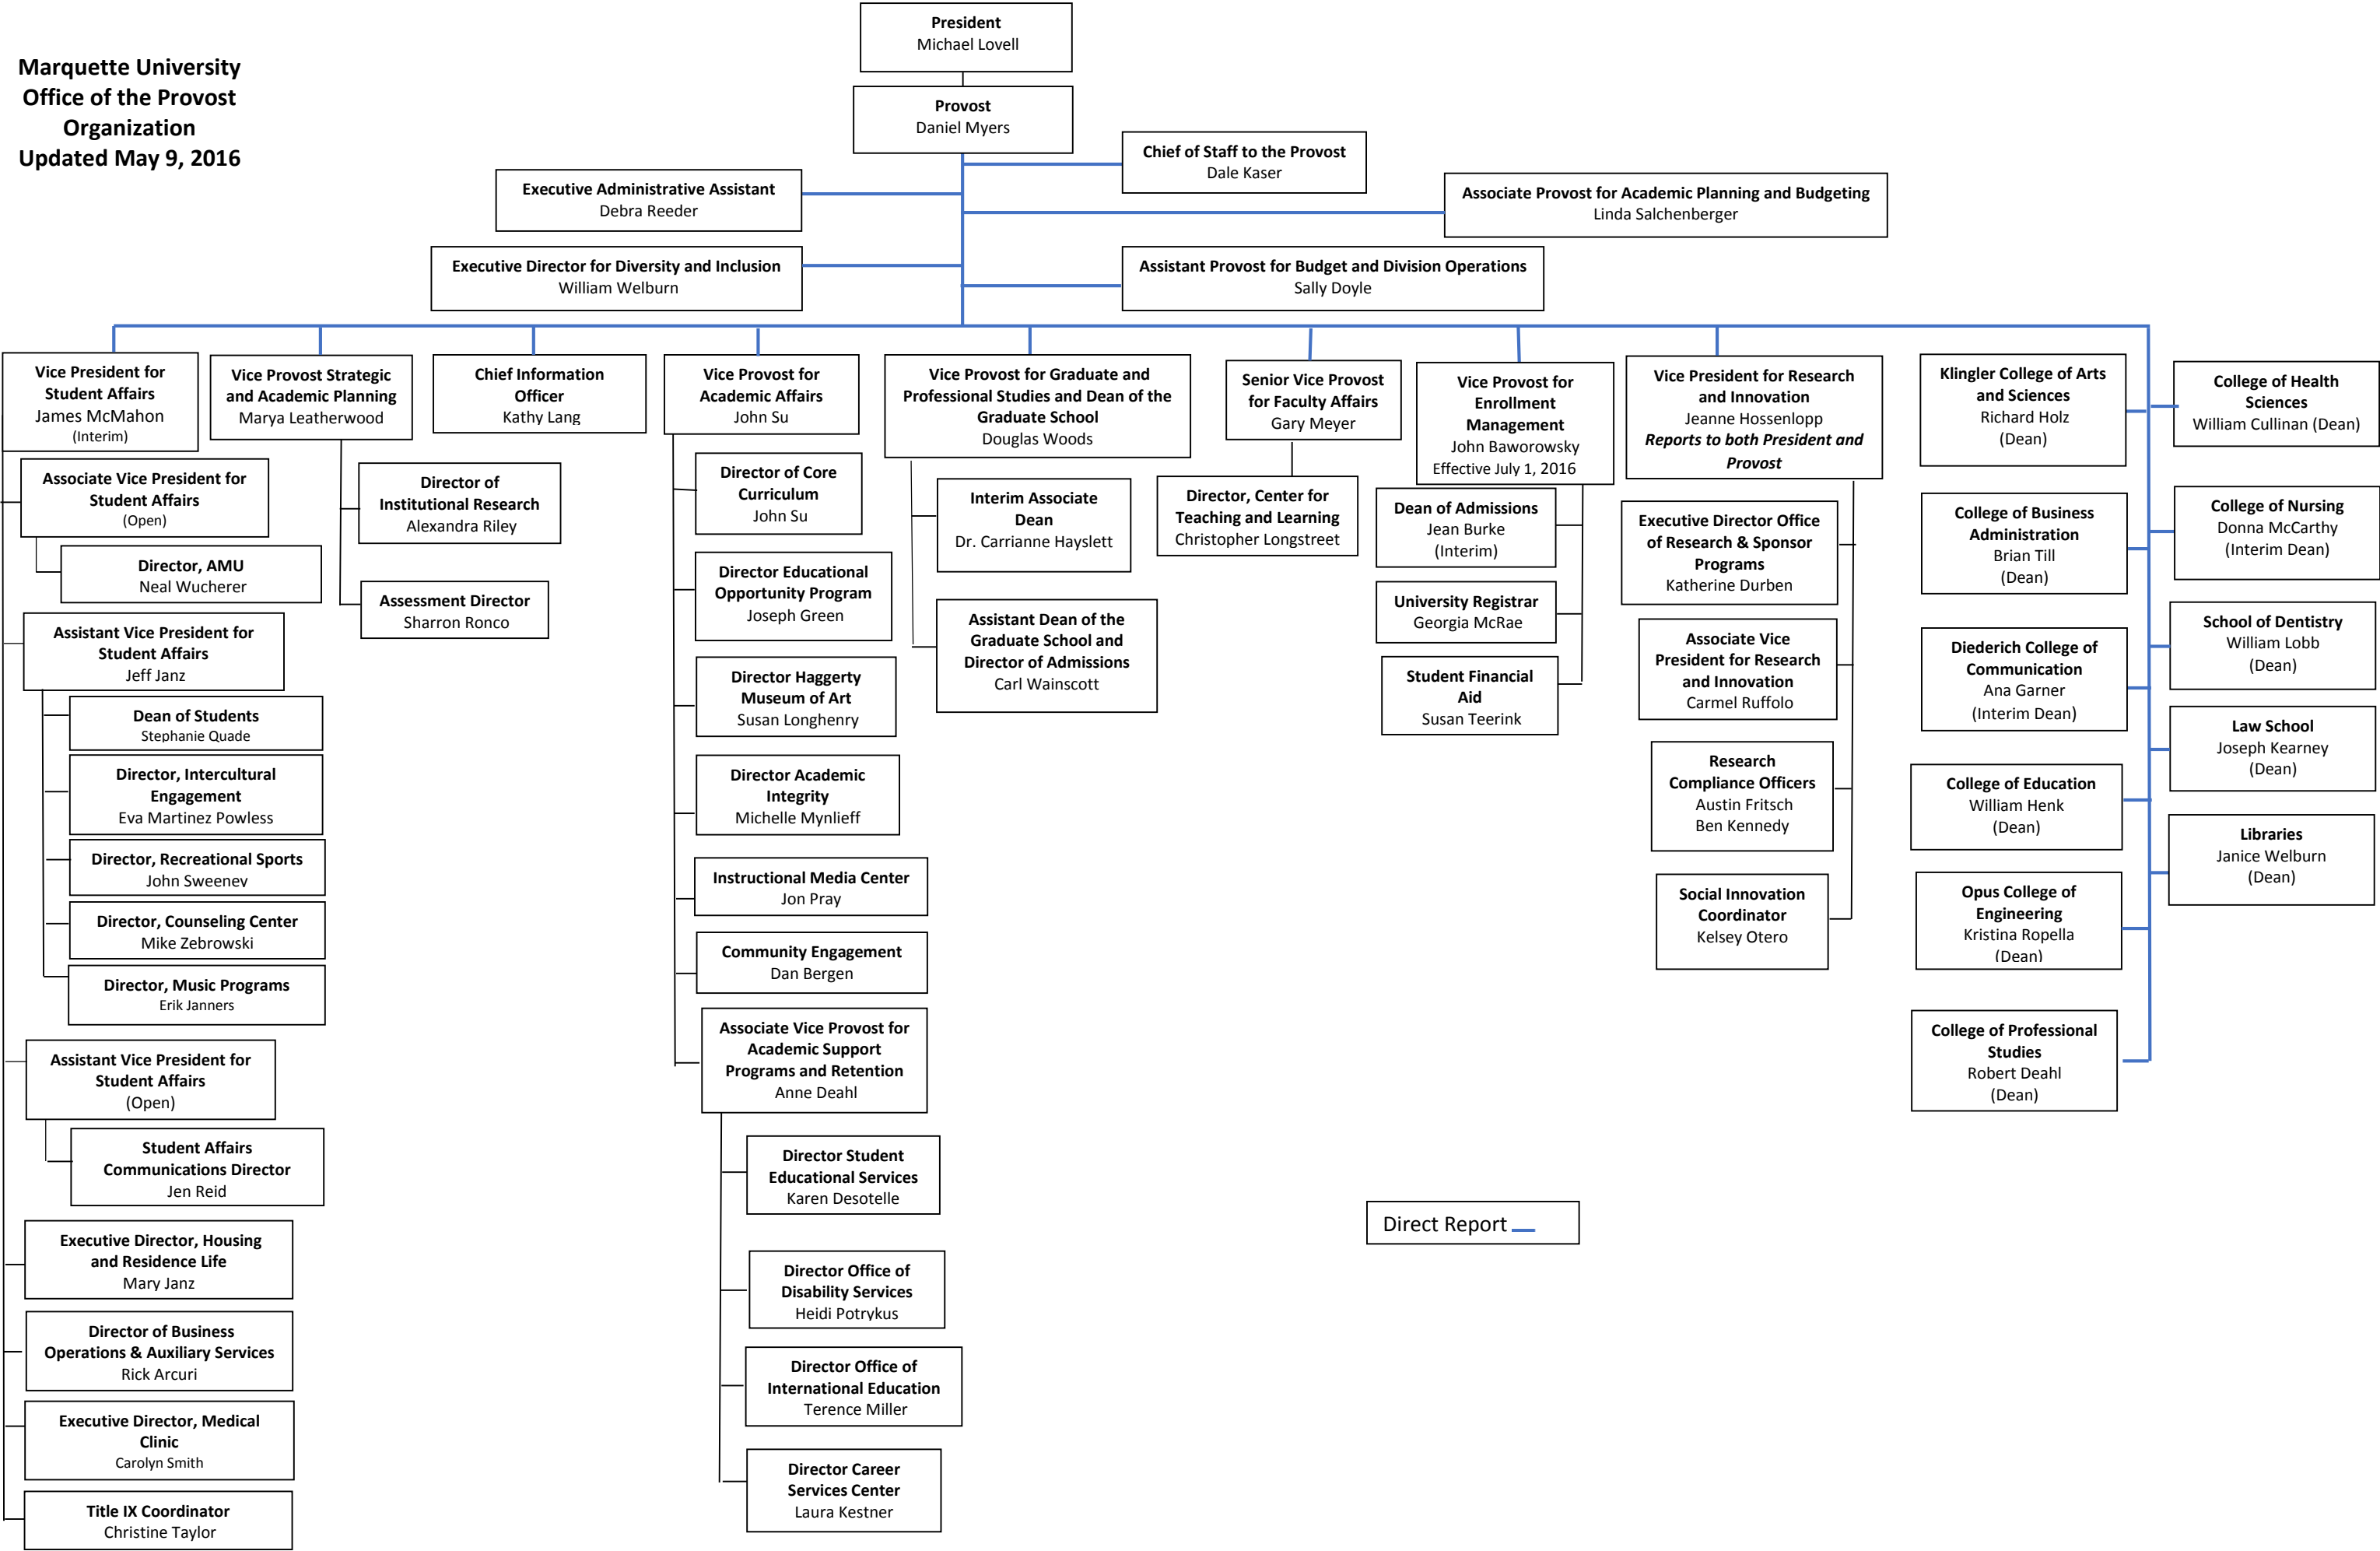 Marquette University
Office of the Provost
Organization
Updated May 9, 2016
President
Michael Lovell
Provost
Daniel Myers
Chief of Staff to the Provost
Dale Kaser
Executive Administrative Assistant
Debra Reeder
Associate Provost for Academic Planning and Budgeting
Linda Salchenberger
Executive Director for Diversity and Inclusion
William Welburn
Assistant Provost for Budget and Division Operations
Sally Doyle
Vice President for
Student Affairs
James McMahon
(Interim)
Associate Vice President for
Student Affairs
(Open)
Director, AMU
Neal Wucherer
Assistant Vice President for
Student Affairs
Jeff Janz
Dean of Students
Stephanie Quade
Director, Intercultural
Engagement
Eva Martinez Powless
Director, Recreational Sports
John Sweeney
Director, Counseling Center
Mike Zebrowski
Director, Music Programs
Erik Janners
Assistant Vice President for
Student Affairs
(Open)
Student Affairs
Communications Director
Jen Reid
Executive Director, Housing
and Residence Life
Mary Janz
Director of Business
Operations & Auxiliary Services
Rick Arcuri
Executive Director, Medical
Clinic
Carolyn Smith
Title IX Coordinator
Christine Taylor
Vice Provost Strategic
and Academic Planning
Marya Leatherwood
Director of
Institutional Research
Alexandra Riley
Assessment Director
Sharron Ronco
Chief Information
Officer
Kathy Lang
Vice Provost for
Academic Affairs
John Su
Director of Core
Curriculum
John Su
Director Educational
Opportunity Program
Joseph Green
Director Haggerty
Museum of Art
Susan Longhenry
Director Academic
Integrity
Michelle Mynlieff
Instructional Media Center
Jon Pray
Community Engagement
Dan Bergen
Associate Vice Provost for
Academic Support
Programs and Retention
Anne Deahl
Director Student
Educational Services
Karen Desotelle
Director Office of
Disability Services
Heidi Potrykus
Director Office of
International Education
Terence Miller
Director Career
Services Center
Laura Kestner
Vice Provost for Graduate and
Professional Studies and Dean of the
Graduate School
Douglas Woods
Interim Associate
Dean
Dr. Carrianne Hayslett
Assistant Dean of the
Graduate School and
Director of Admissions
Carl Wainscott
Senior Vice Provost
for Faculty Affairs
Gary Meyer
Director, Center for
Teaching and Learning
Christopher Longstreet
Vice Provost for
Enrollment
Management
John Baworowsky
Effective July 1, 2016
Dean of Admissions
Jean Burke
(Interim)
University Registrar
Georgia McRae
Student Financial
Aid
Susan Teerink
Vice President for Research
and Innovation
Jeanne Hossenlopp
Reports to both President and
Provost
Executive Director Office
of Research & Sponsor
Programs
Katherine Durben
Associate Vice
President for Research
and Innovation
Carmel Ruffolo
Research
Compliance Officers
Austin Fritsch
Ben Kennedy
Social Innovation
Coordinator
Kelsey Otero
Klingler College of Arts
and Sciences
Richard Holz
(Dean)
College of Business
Administration
Brian Till
(Dean)
Diederich College of
Communication
Ana Garner
(Interim Dean)
College of Education
William Henk
(Dean)
Opus College of
Engineering
Kristina Ropella
(Dean)
College of Professional
Studies
Robert Deahl
(Dean)
College of Health
Sciences
William Cullinan (Dean)
College of Nursing
Donna McCarthy
(Interim Dean)
School of Dentistry
William Lobb
(Dean)
Law School
Joseph Kearney
(Dean)
Libraries
Janice Welburn
(Dean)
Direct Report